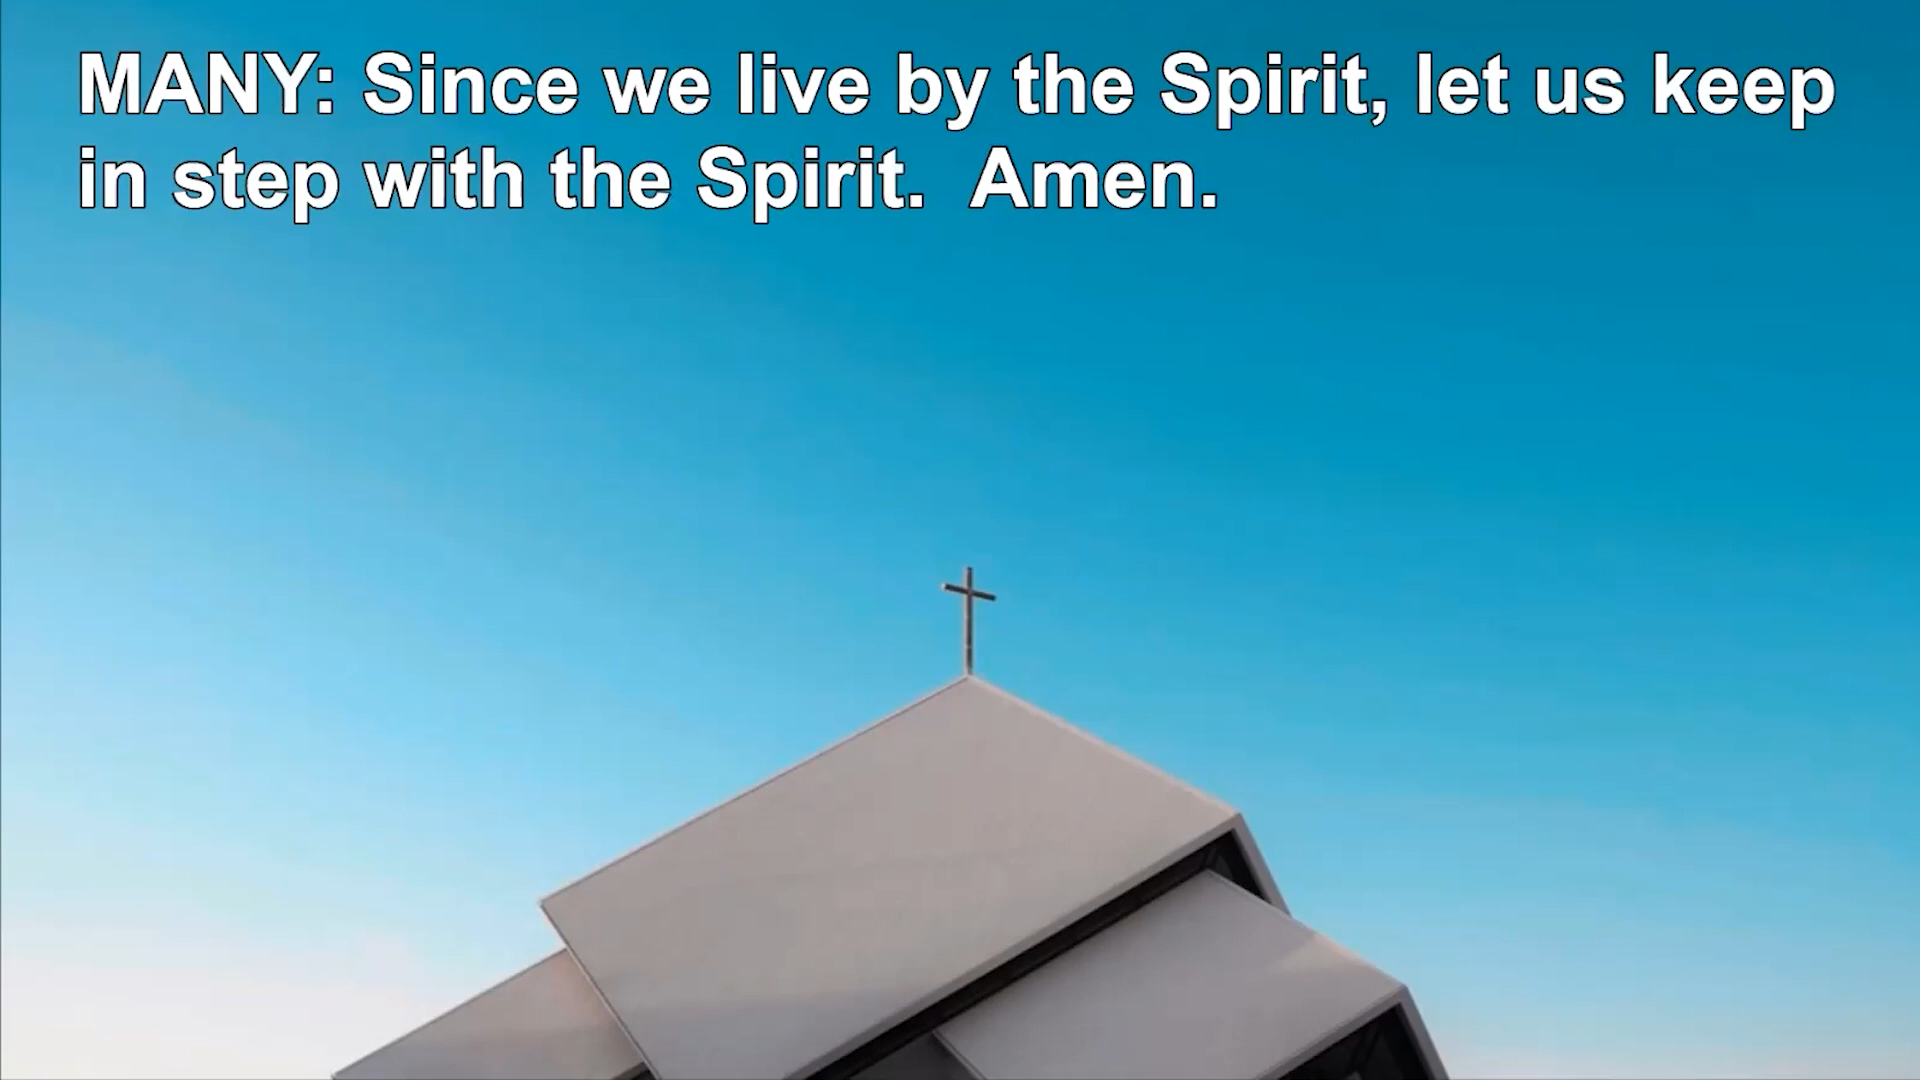 MANY: Since we live by the Spirit, let us keep
in step with the Spirit.  Amen.